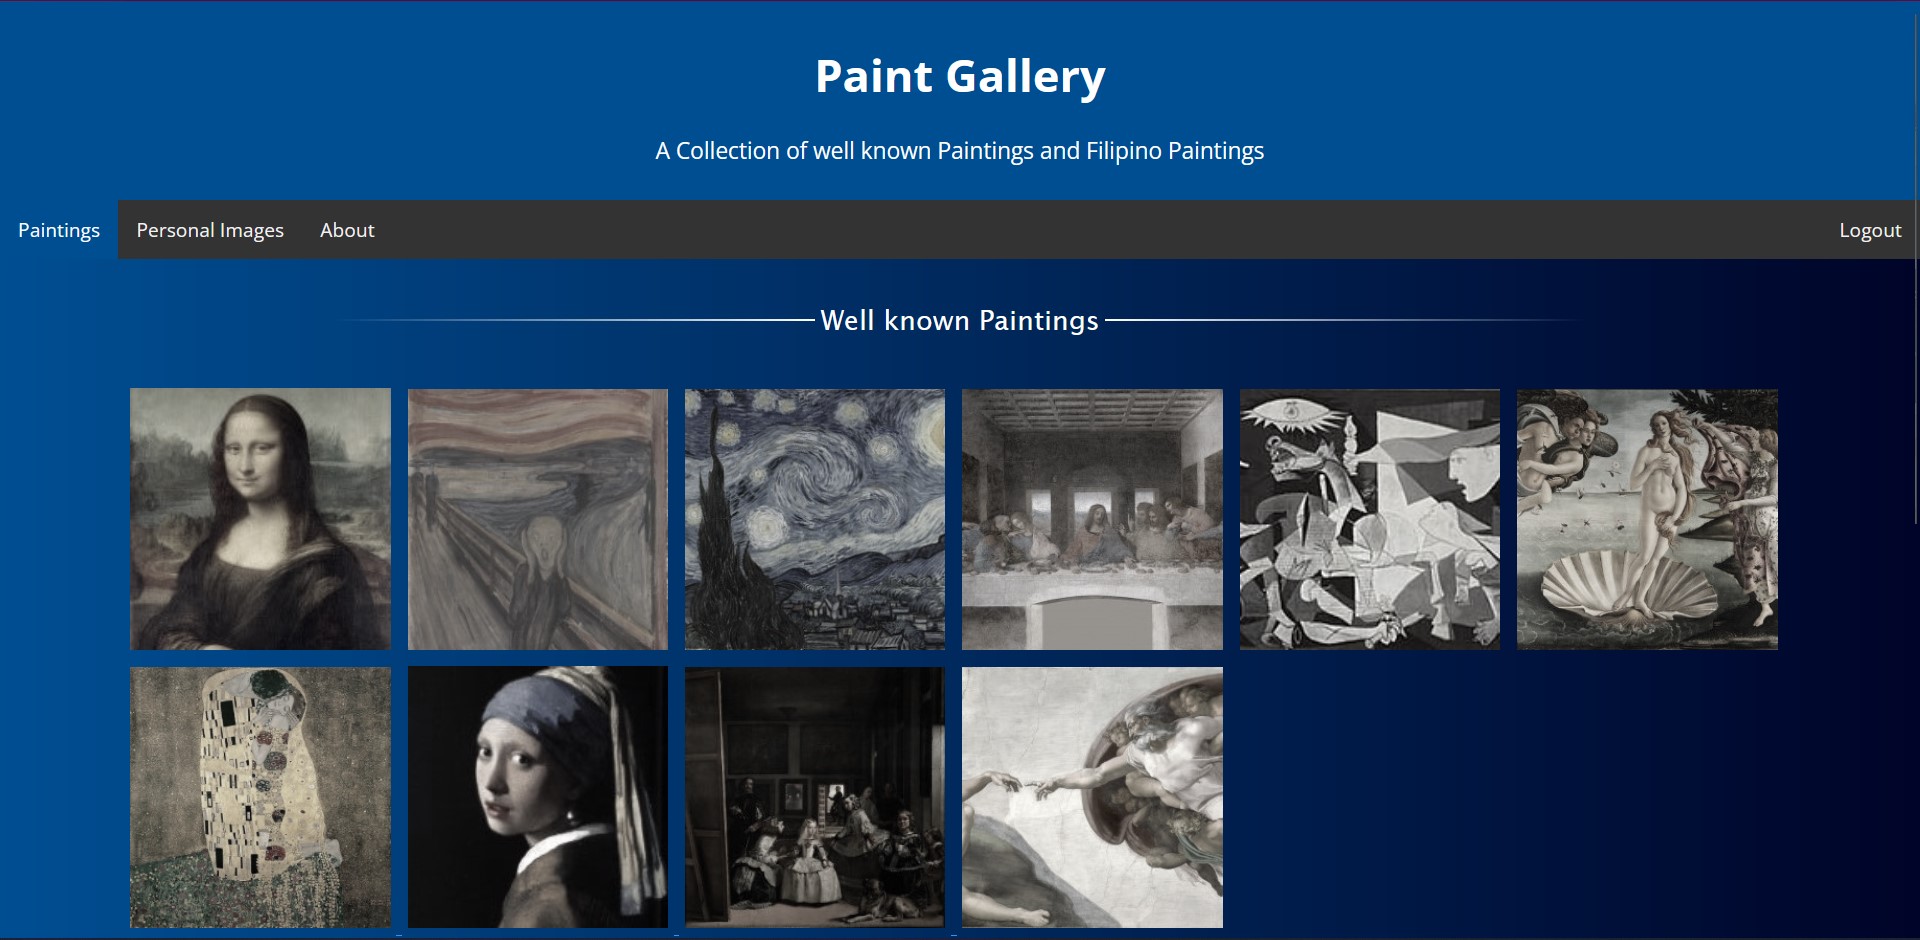 Paint Gallery
A Collection of well known Paintings and Filipino Paintings
Paintings Personal Images About Logout
Well known Paintings